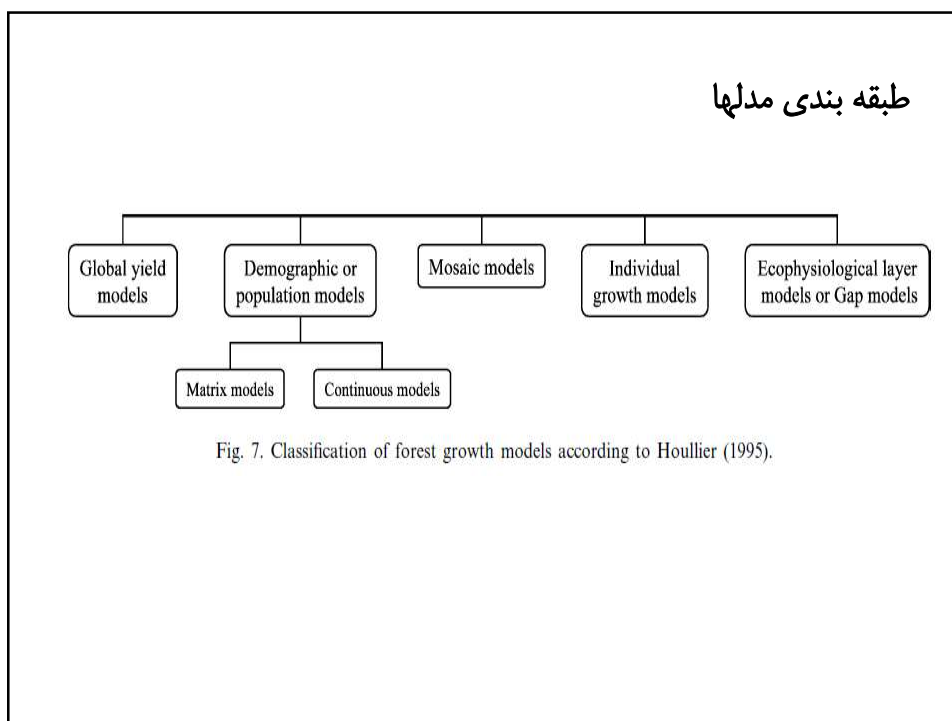 طبقه بندی مدلها
Global yield
models
Demographic or
population models
Mosaic models
Individual
growth models
Ecophysiological layer
models or Gap models
Matrix models
Continuous models
Fig. 7. Classification of forest growth models according to Houllier (1995).